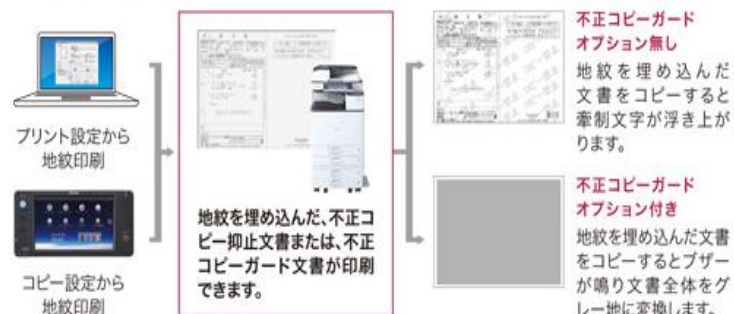 プリント設定から
地紋印刷
コピー設定から
地紋印刷
地紋を埋め込んだ、不正コ
ピー抑止文書または、不正
コピーガード文書が印刷
できます。
不正コピーガード
オプション無し
地紋を埋め込んだ
文書をコピーすると
牽制文字が浮き上が
ります。
不正コピーガード
オプション付き
地紋を埋め込んだ文書
をコピーするとブザー
が鳴り文書全体をグ
レー地に変換します。